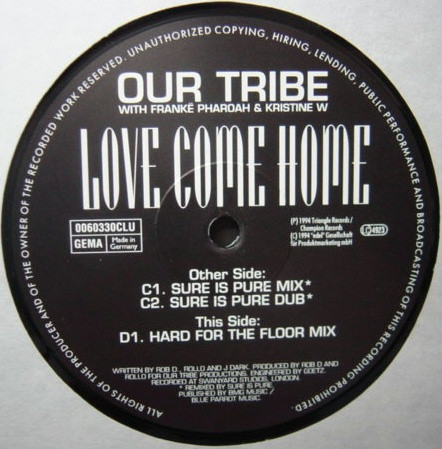 ALL RIGHTS OF THE PRODUCER AND OF THE OWNER OF THE RECORDED WORK RESERVED. UNAUTHORIZED COPYING, HIRING, LENDING, PUBLIC PERFORMANCE AND BROADCASTING OF THIS RECORDING PROHIBITED.
OUR TRIBE
WITH FRANKË PHAROAH & KRISTINE W
LOVE COME HOME
0060330CLU
GEMA Made in
Germany
(P) 1994 Triangle Records /
Champion Records
(C) 1994 "edel" Gesellschaft
für Produktmarketing mbH
LC 4923
Other Side:
C1. SURE IS PURE MIX*
C2. SURE IS PURE DUB*
This Side:
D1. HARD FOR THE FLOOR MIX
WRITTEN BY ROB D., ROLLO AND J DARK. PRODUCED BY ROB D AND
ROLLO FOR OUR TRIBE PRODUCTIONS. ENGINEERED BY GOETZ.
RECORDED AT SWANYARD STUDIOS, LONDON.
* REMIXED BY SURE IS PURE.
PUBLISHED BY BMG MUSIC /
BLUE PARROT MUSIC.